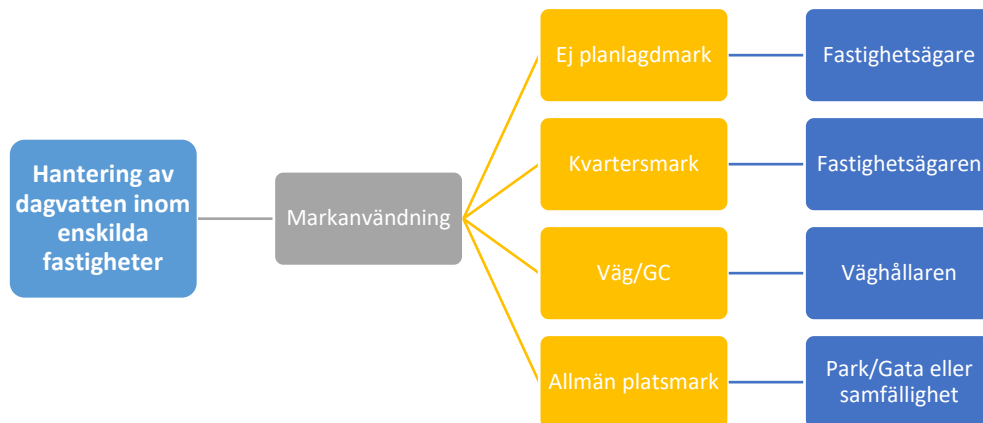 Hantering av
dagvatten inom
enskilda
fastigheter
Markanvändning
Ej planlagdmark
Fastighetsägare
Kvartersmark
Fastighetsägaren
Väg/GC
Väghållaren
Allmän platsmark
Park/Gata eller
samfällighet